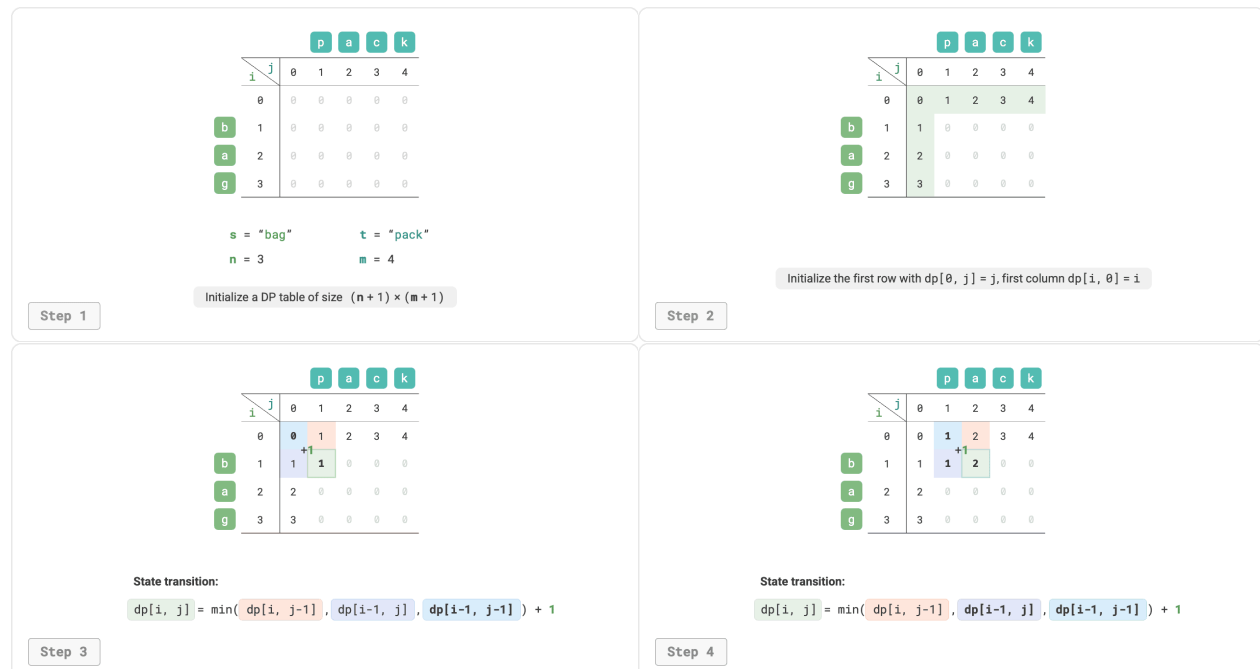 p a c k
i j 0 1 2 3 4
0 0 0 0 0 0
b 1 0 0 0 0 0
a 2 0 0 0 0 0
g 3 0 0 0 0 0
s = “bag” t = “pack”
n = 3 m = 4
Initialize a DP table of size (n + 1) × (m + 1)
Step 1
p a c k
i j 0 1 2 3 4
0 0 1 2 3 4
b 1 1 0 0 0 0
a 2 2 0 0 0 0
g 3 3 0 0 0 0
Initialize the first row with dp[0, j] = j, first column dp[i, 0] = i
Step 2
p a c k
i j 0 1 2 3 4
0 0 1 2 3 4
+1
b 1 1 1 0 0 0
a 2 2 0 0 0 0
g 3 3 0 0 0 0
State transition:
dp[i, j] = min( dp[i, j-1] , dp[i-1, j] , dp[i-1, j-1] ) + 1
Step 3
p a c k
i j 0 1 2 3 4
0 0 1 2 3 4
+1
b 1 1 1 2 0 0
a 2 2 0 0 0 0
g 3 3 0 0 0 0
State transition:
dp[i, j] = min( dp[i, j-1] , dp[i-1, j] , dp[i-1, j-1] ) + 1
Step 4